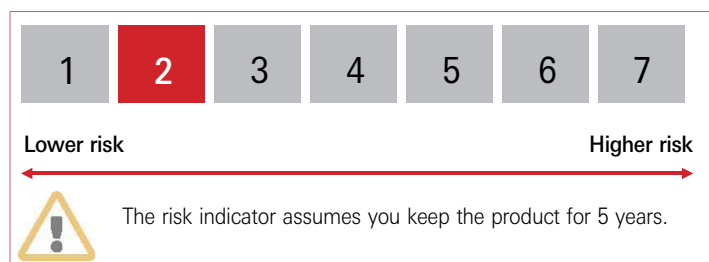 1 2 3 4 5 6 7
Lower risk Higher risk
The risk indicator assumes you keep the product for 5 years.